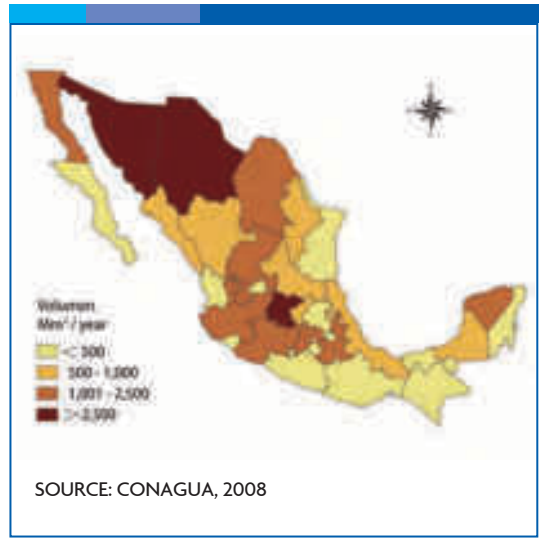 Volumen
Mm³ / year
< 500
500 - 1,000
1,001 - 2,500
> 2,500
SOURCE: CONAGUA, 2008